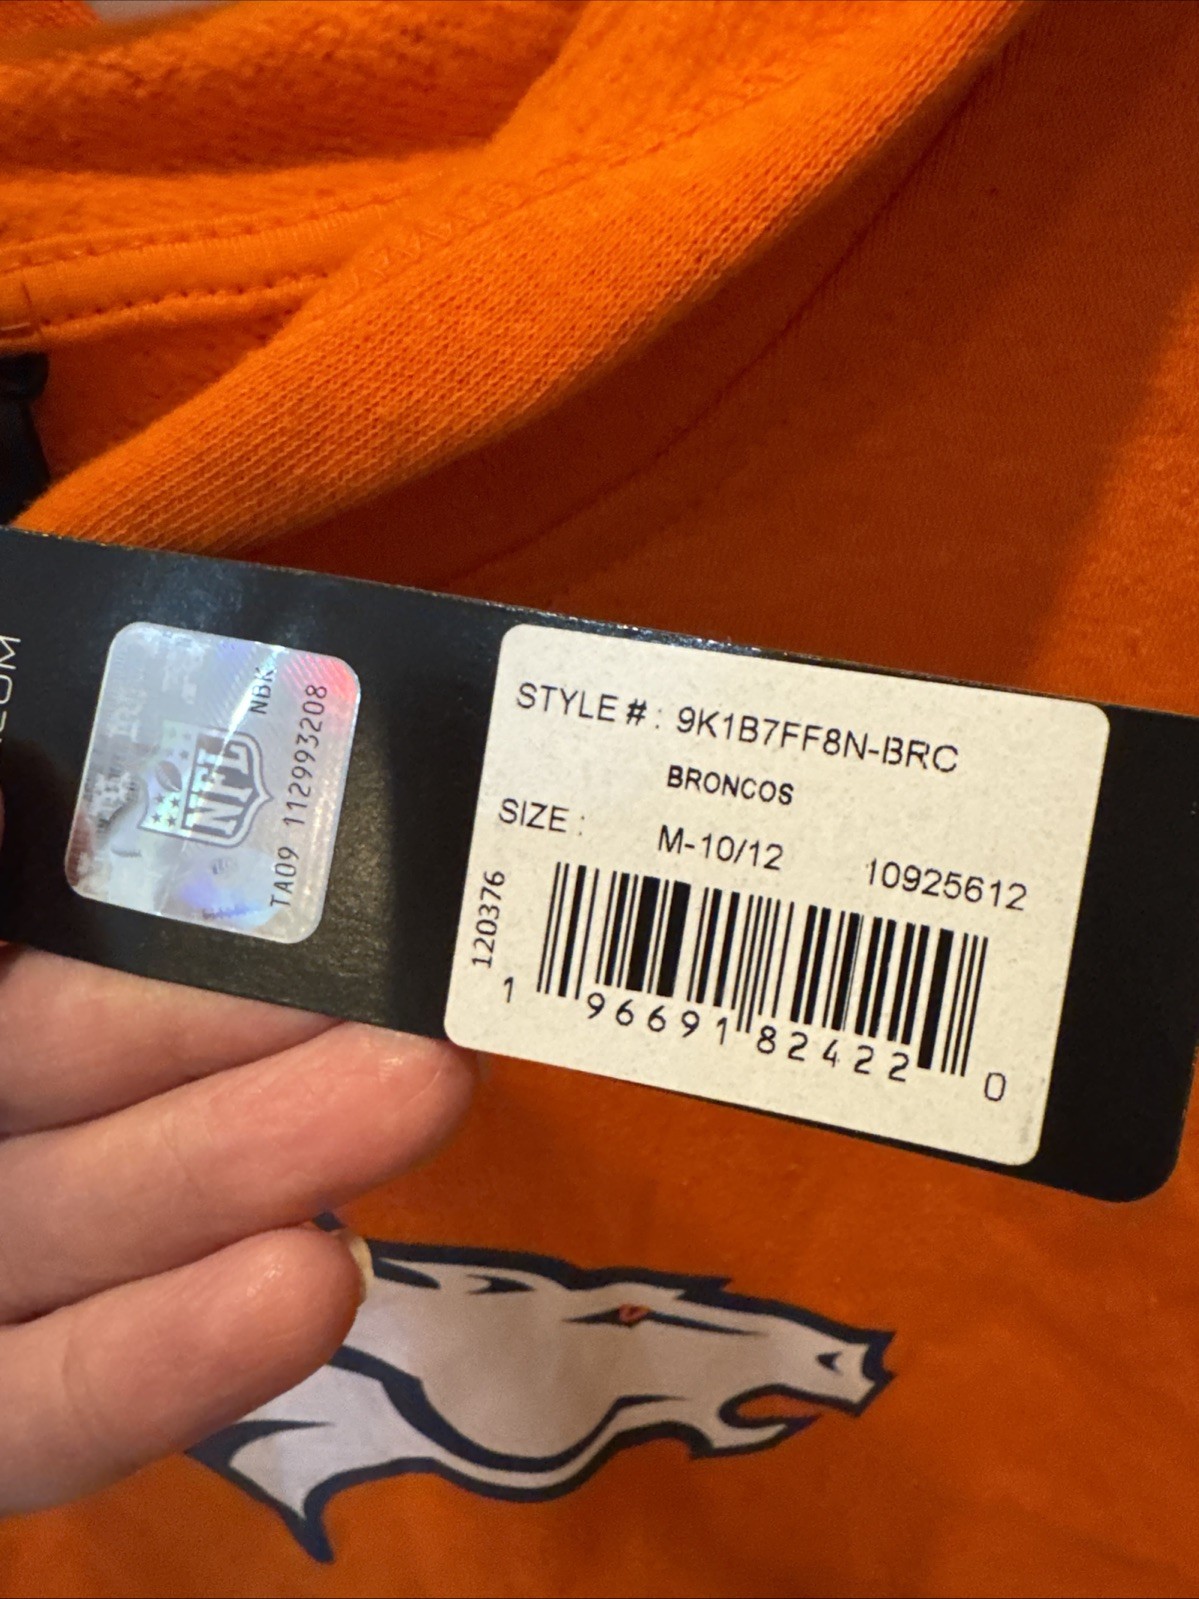 NFL
NBK
TA09 112993208
STYLE # : 9K1B7FF8N-BRC
BRONCOS
SIZE : M-10/12 10925612
120376
1 96691 82422 0